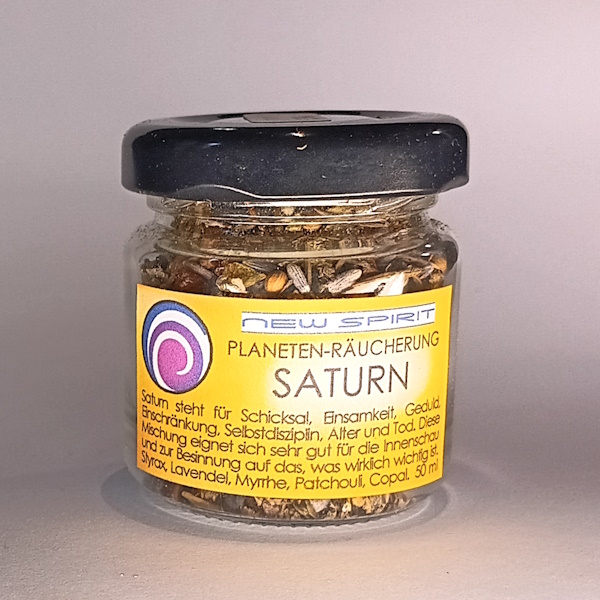 NEW SPIRIT
PLANETEN-RÄUCHERUNG
SATURN
Saturn steht für Schicksal, Einsamkeit, Geduld,
Einschränkung, Selbstdisziplin, Alter und Tod. Diese
Mischung eignet sich sehr gut für die Innenschau
und zur Besinnung auf das, was wirklich wichtig ist.
Styrax, Lavendel, Myrrhe, Patchouli, Copal. 50 ml